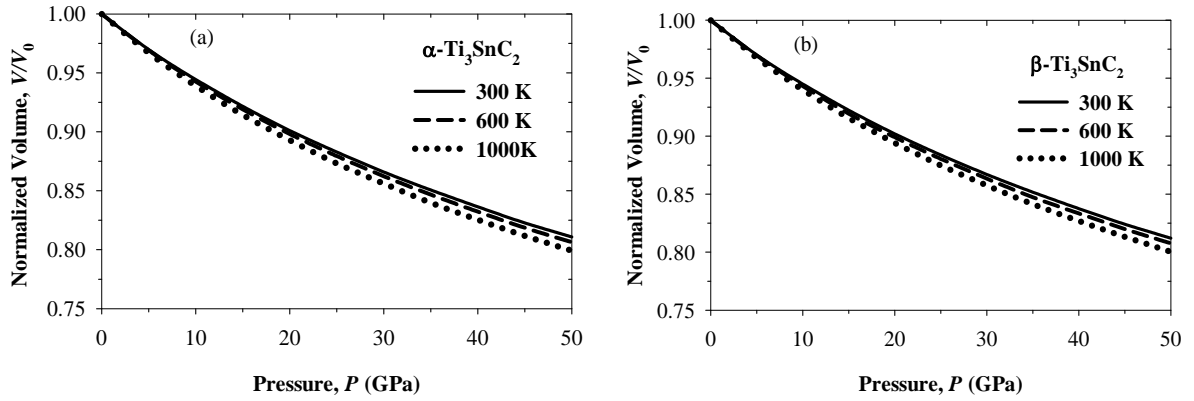 1.00
0.95
0.90
0.85
0.80
0.75
Normalized Volume, V/V0
(a)
α-Ti3SnC2
300 K
600 K
1000K
0 10 20 30 40 50
Pressure, P (GPa)
1.00
0.95
0.90
0.85
0.80
0.75
Normalized Volume, V/V0
(b)
β-Ti3SnC2
300 K
600 K
1000 K
0 10 20 30 40 50
Pressure, P (GPa)